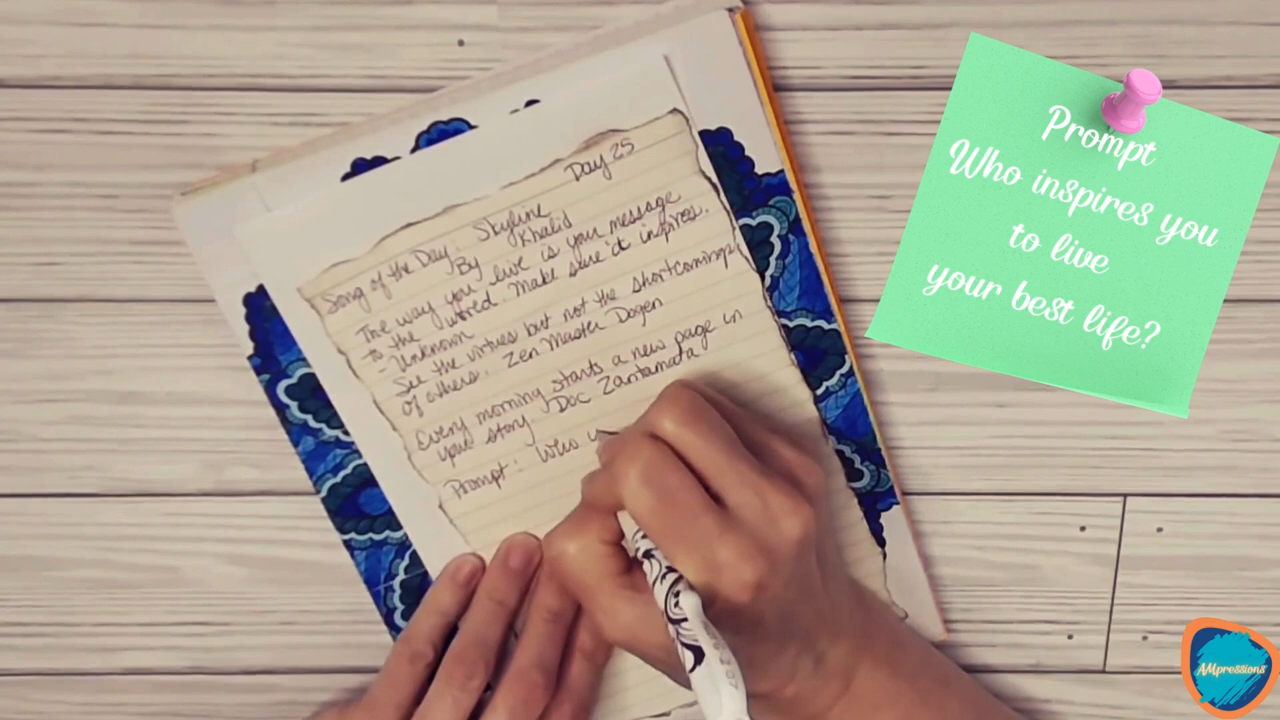 Day 25
Song of the Day: Skyline
By Khalid
The way you live is your message
to the world. Make sure it inspires.
- Unknown
See the virtues but not the shortcomings
of others. Zen Master Dogen
Every morning starts a new page in
your story. Doc Zantamata
Prompt: Who
Prompt
Who inspires you
to live
your best life?
AMpressions